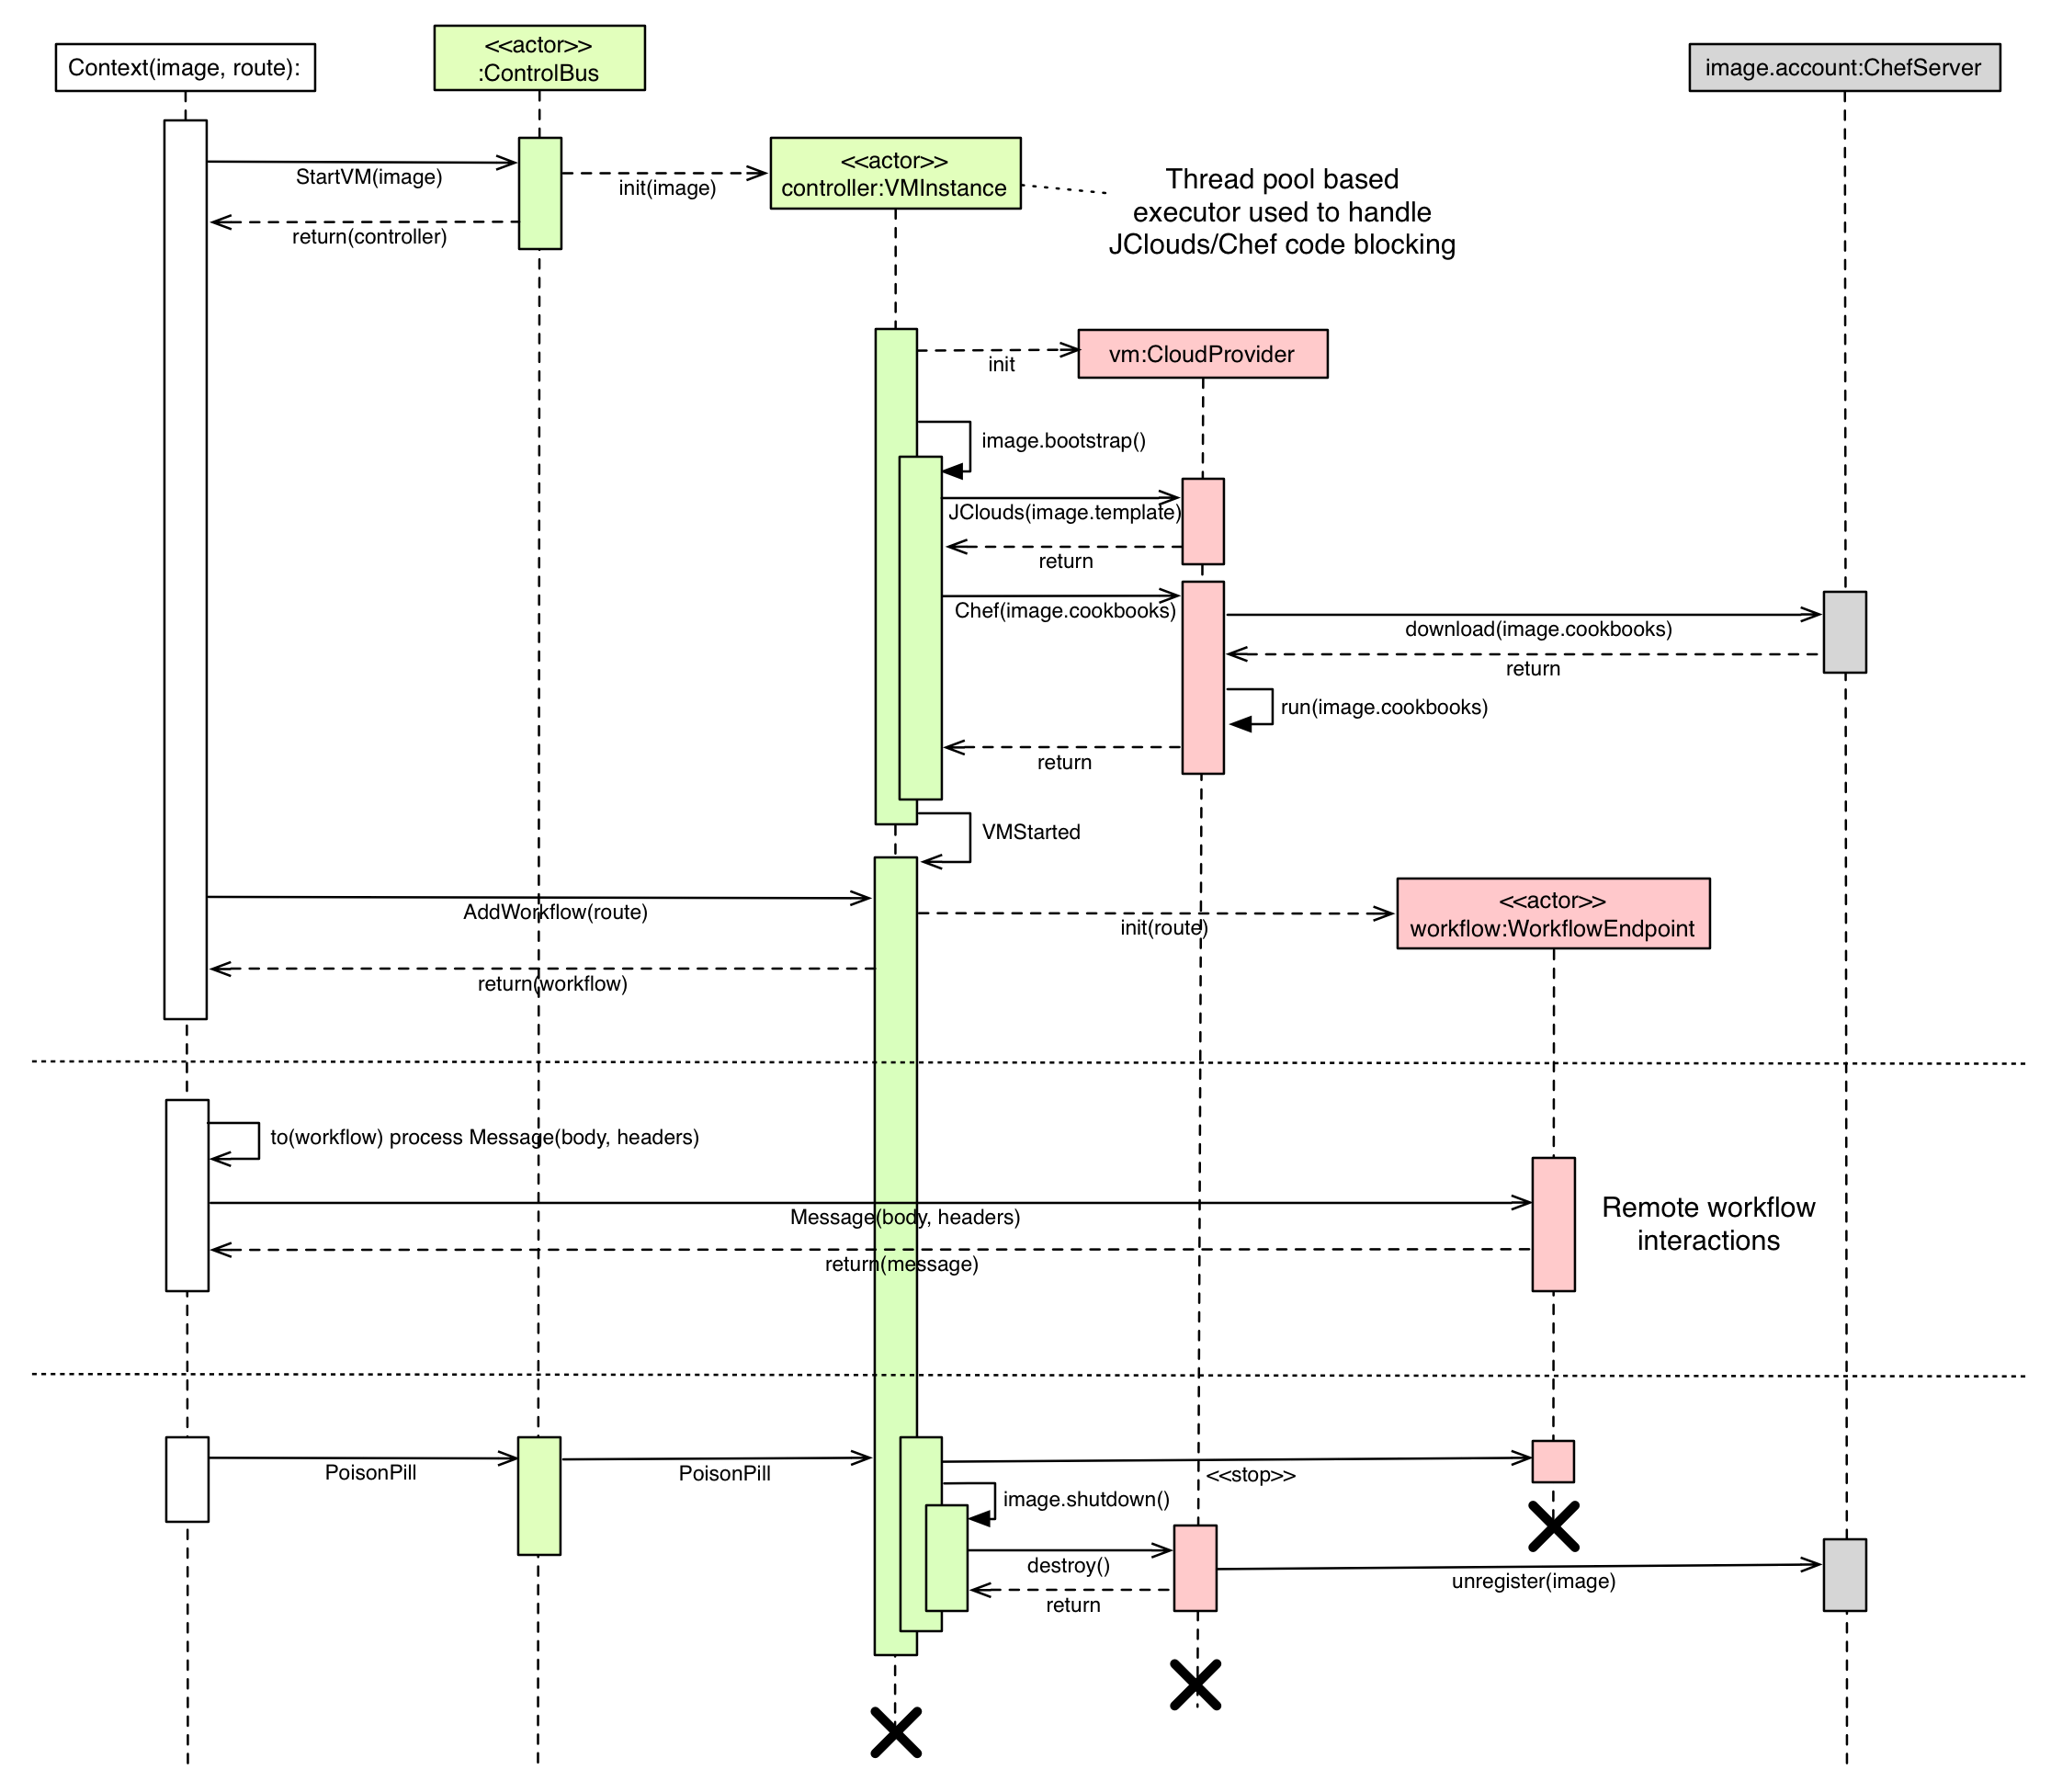 Context(image, route):
<<actor>>
:ControlBus
image.account:ChefServer
StartVM(image)
init(image)
return(controller)
<<actor>>
controller:VMInstance
Thread pool based
executor used to handle
JClouds/Chef code blocking
init
vm:CloudProvider
image.bootstrap()
JClouds(image.template)
return
Chef(image.cookbooks)
download(image.cookbooks)
return
run(image.cookbooks)
return
VMStarted
AddWorkflow(route)
init(route)
<<actor>>
workflow:WorkflowEndpoint
return(workflow)
to(workflow) process Message(body, headers)
Message(body, headers)
return(message)
Remote workflow
interactions
PoisonPill
PoisonPill
<<stop>>
image.shutdown()
destroy()
unregister(image)
return